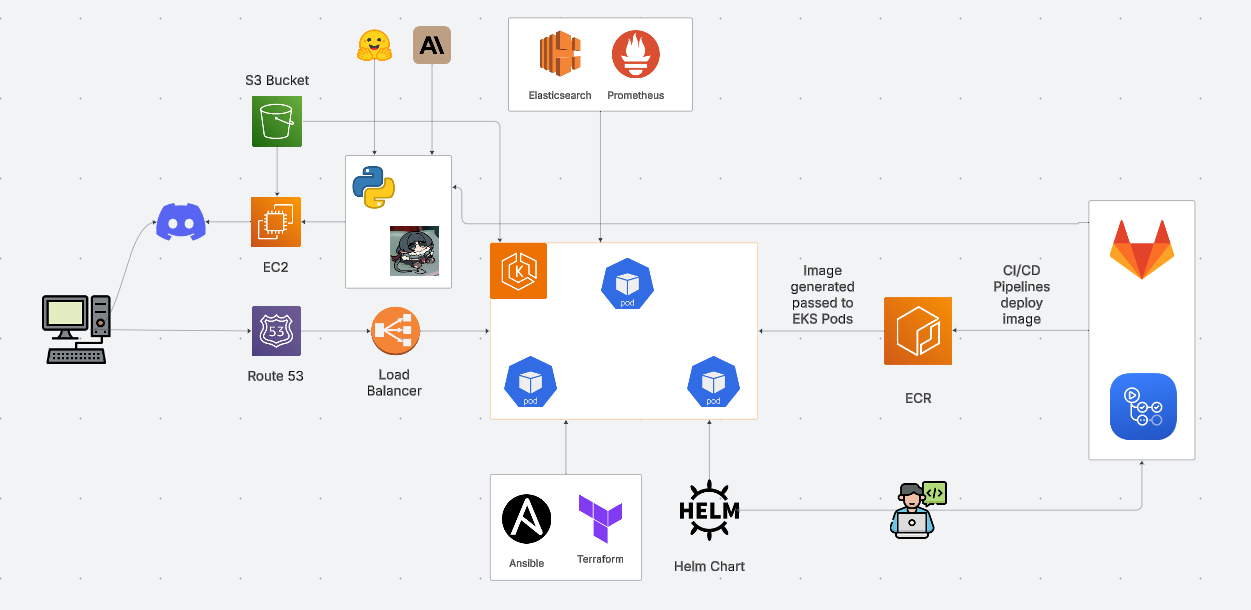 S3 Bucket
A\
Elasticsearch
Prometheus
EC2
K
pod
53
Route 53
Load
Balancer
pod
pod
Image
generated
passed to
EKS Pods
CI/CD
Pipelines
deploy
image
ECR
Ansible
Terraform
HELM
Helm Chart
</>